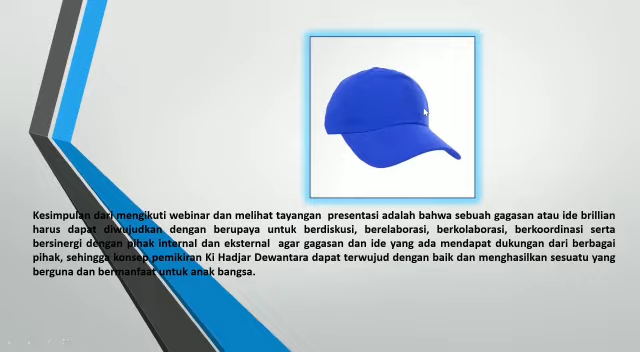 Kesimpulan dari mengikuti webinar dan melihat tayangan presentasi adalah bahwa sebuah gagasan atau ide brillian
harus dapat diwujudkan dengan berupaya untuk berdiskusi, berelaborasi, berkolaborasi, berkoordinasi serta
bersinergi dengan pihak internal dan eksternal agar gagasan dan ide yang ada mendapat dukungan dari berbagai
pihak, sehingga konsep pemikiran Ki Hadjar Dewantara dapat terwujud dengan baik dan menghasilkan sesuatu yang
berguna dan bermanfaat untuk anak bangsa.